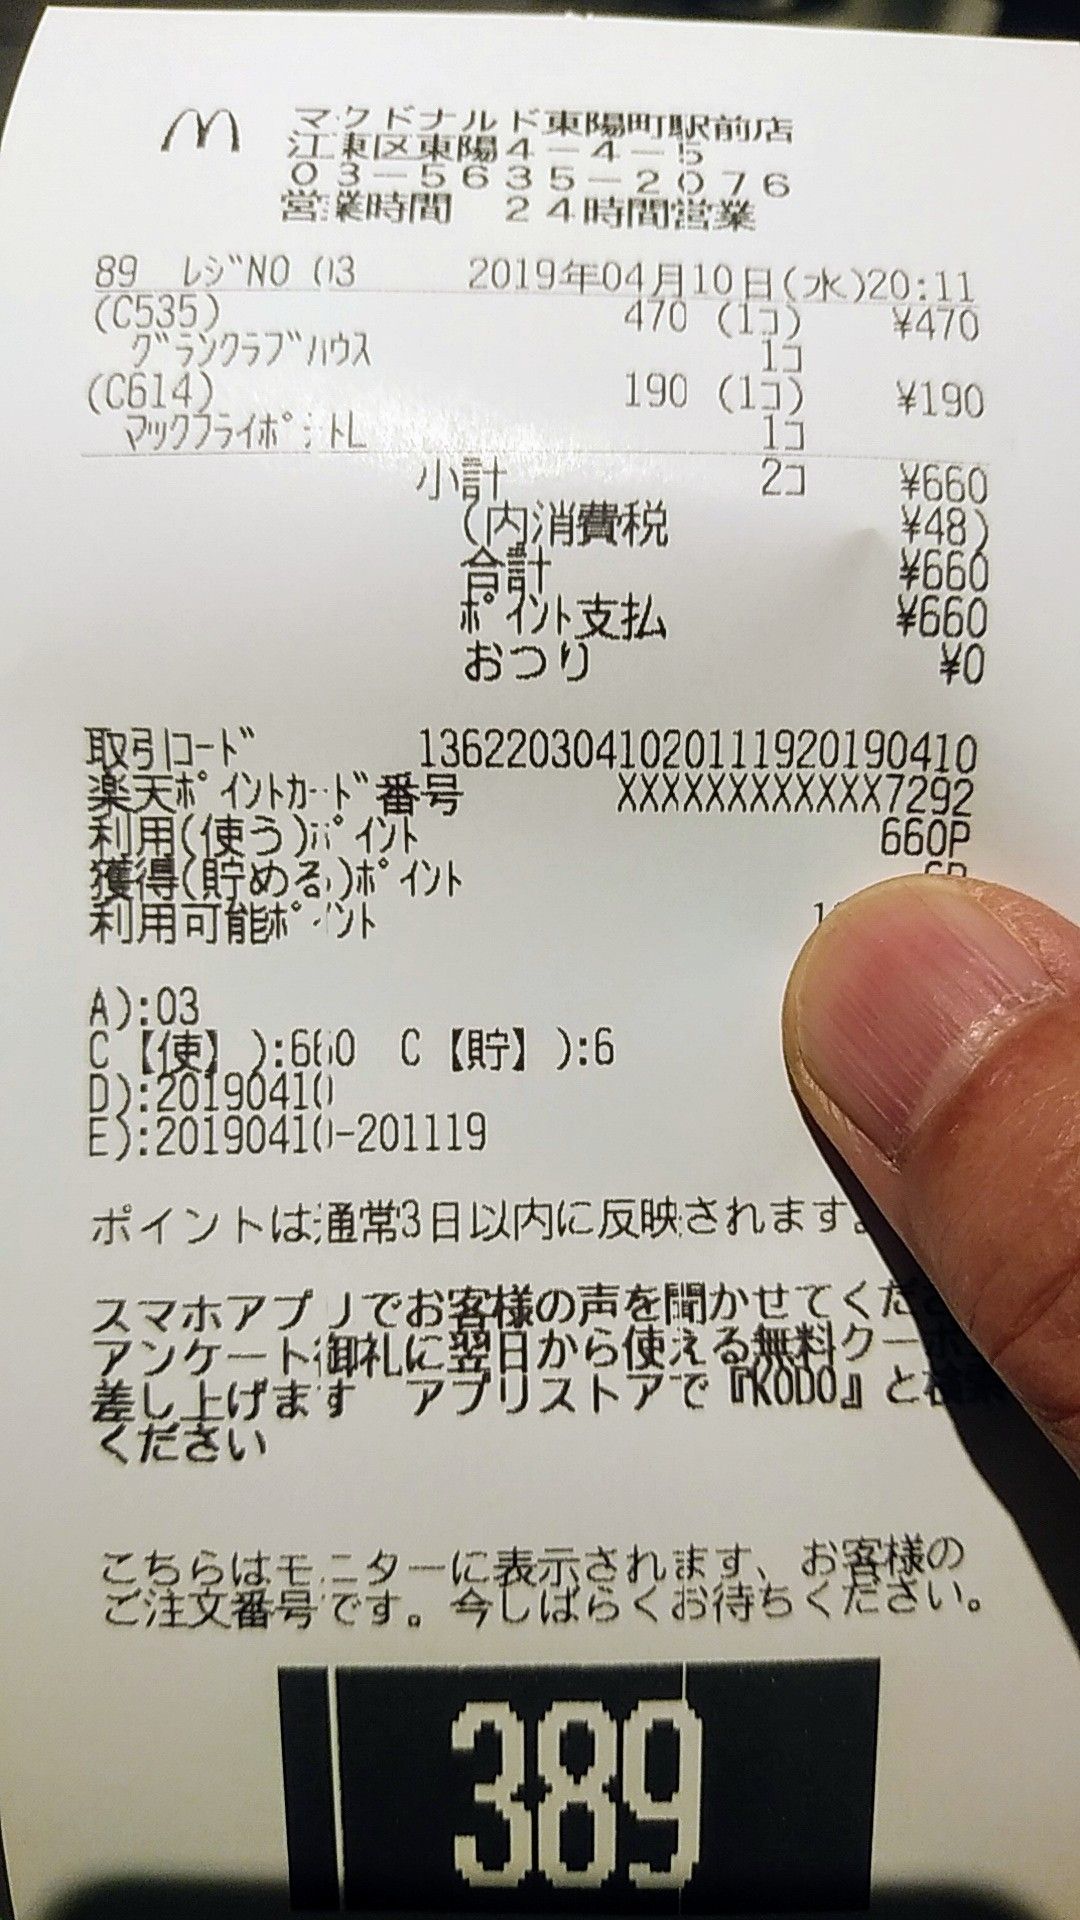 マクドナルド東陽町駅前店
江東区東陽4-4-5
03-5635-2076
営業時間 24時間営業
89 レジNO 03 2019年04月10日(水)20:11
(C535) 470 (1コ) ¥470
グランクラブハウス 1コ
(C614) 190 (1コ) ¥190
マックフライポテトL 1コ
小計 2コ ¥660
(内消費税 ¥48)
合計 ¥660
ポイント支払 ¥660
おつり ¥0
取引コード 1362203041020111920190410
楽天ポイントカード番号 XXXXXXXXXXXX7292
利用(使う)ポイント 660P
獲得(貯める)ポイント 6P
利用可能ポイント
A):03
C【使】):660 C【貯】):6
D):20190410
E):20190410-201119
ポイントは通常3日以内に反映されます。
スマホアプリでお客様の声を聞かせてくだ
アンケート御礼に翌日から使える無料クーポ
差し上げます アプリストアで『KODO』と
ください
こちらはモニターに表示されます、お客様の
ご注文番号です。今しばらくお待ちください。
389